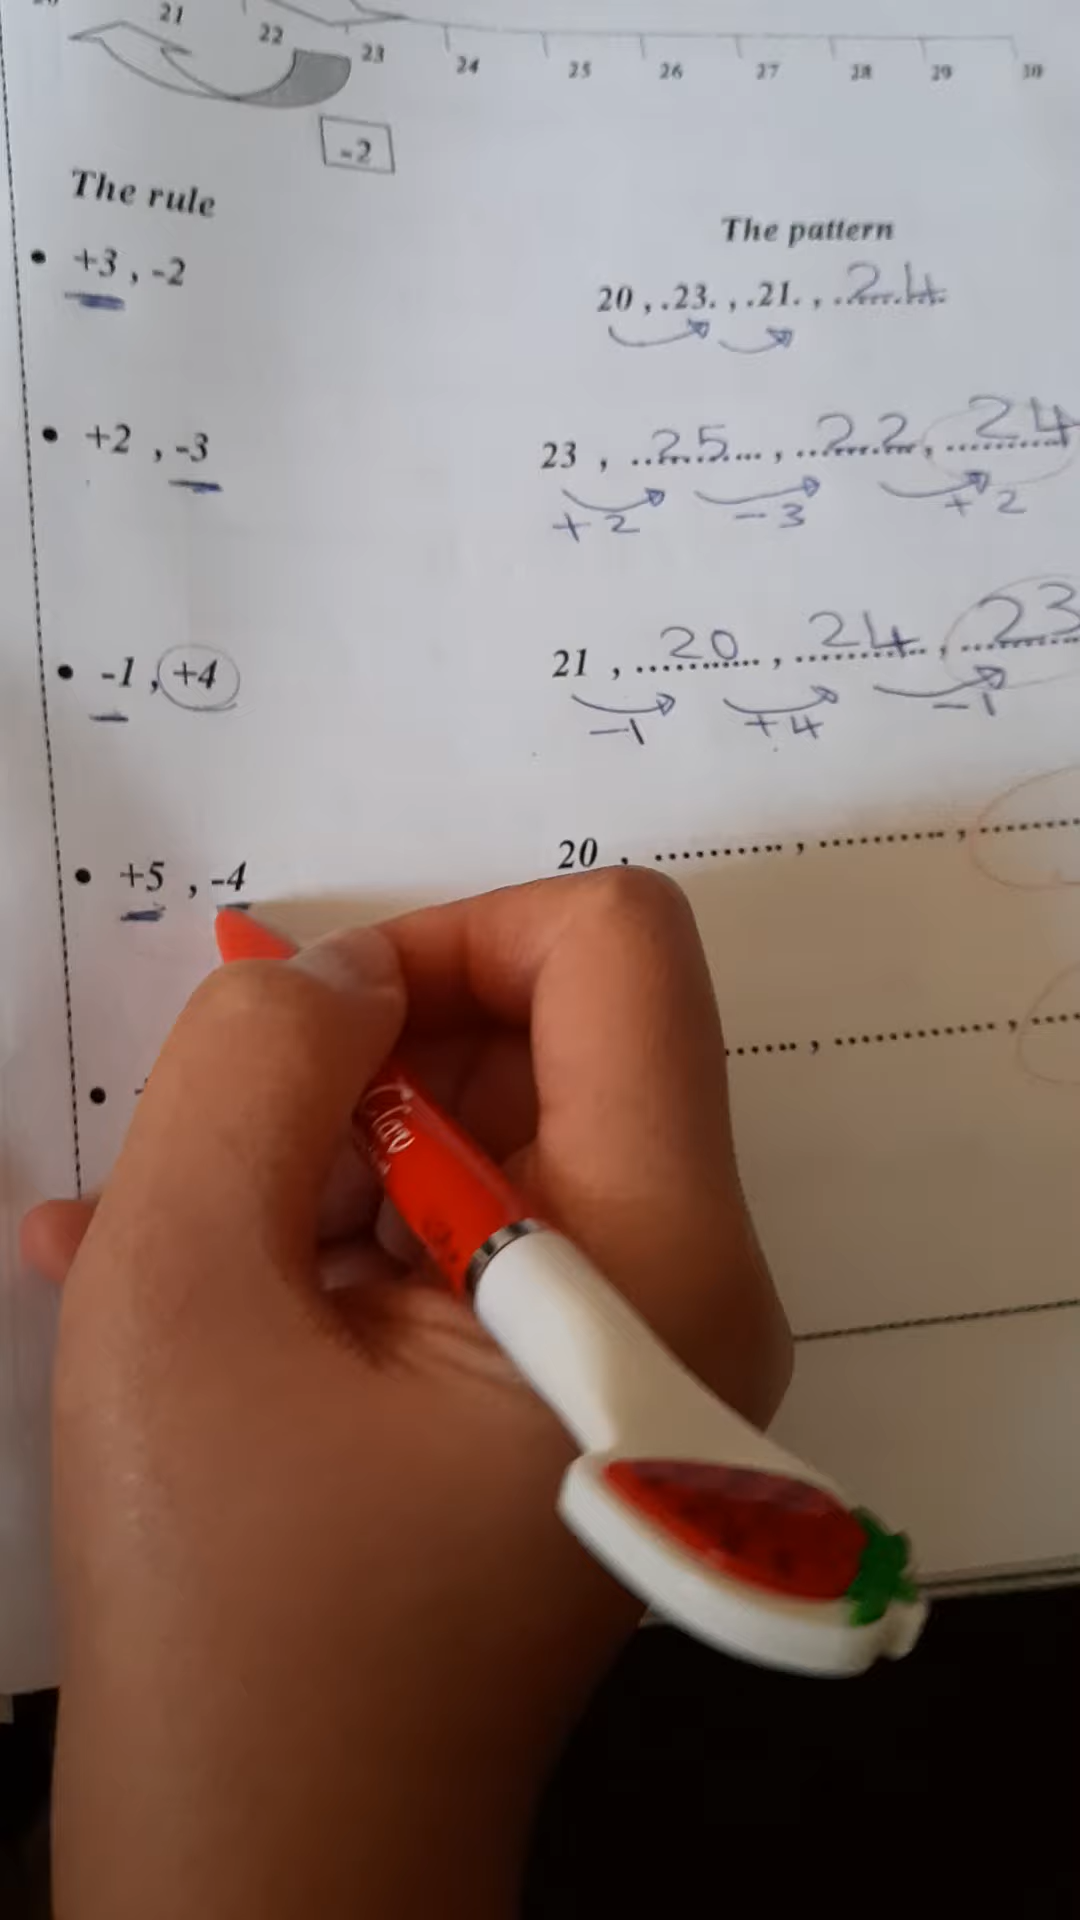 21 22 23 24 25 26 27 28 29 30
-2
The rule
The pattern
+3 , -2
20 , .23. , .21. , 24
+2 , -3
23 , 25 , 22 , 24
+2 -3 +2
-1 , +4
21 , 20 , 24 , 23
-1 +4 -1
+5 , -4
20 , .......... , .......... , ..........